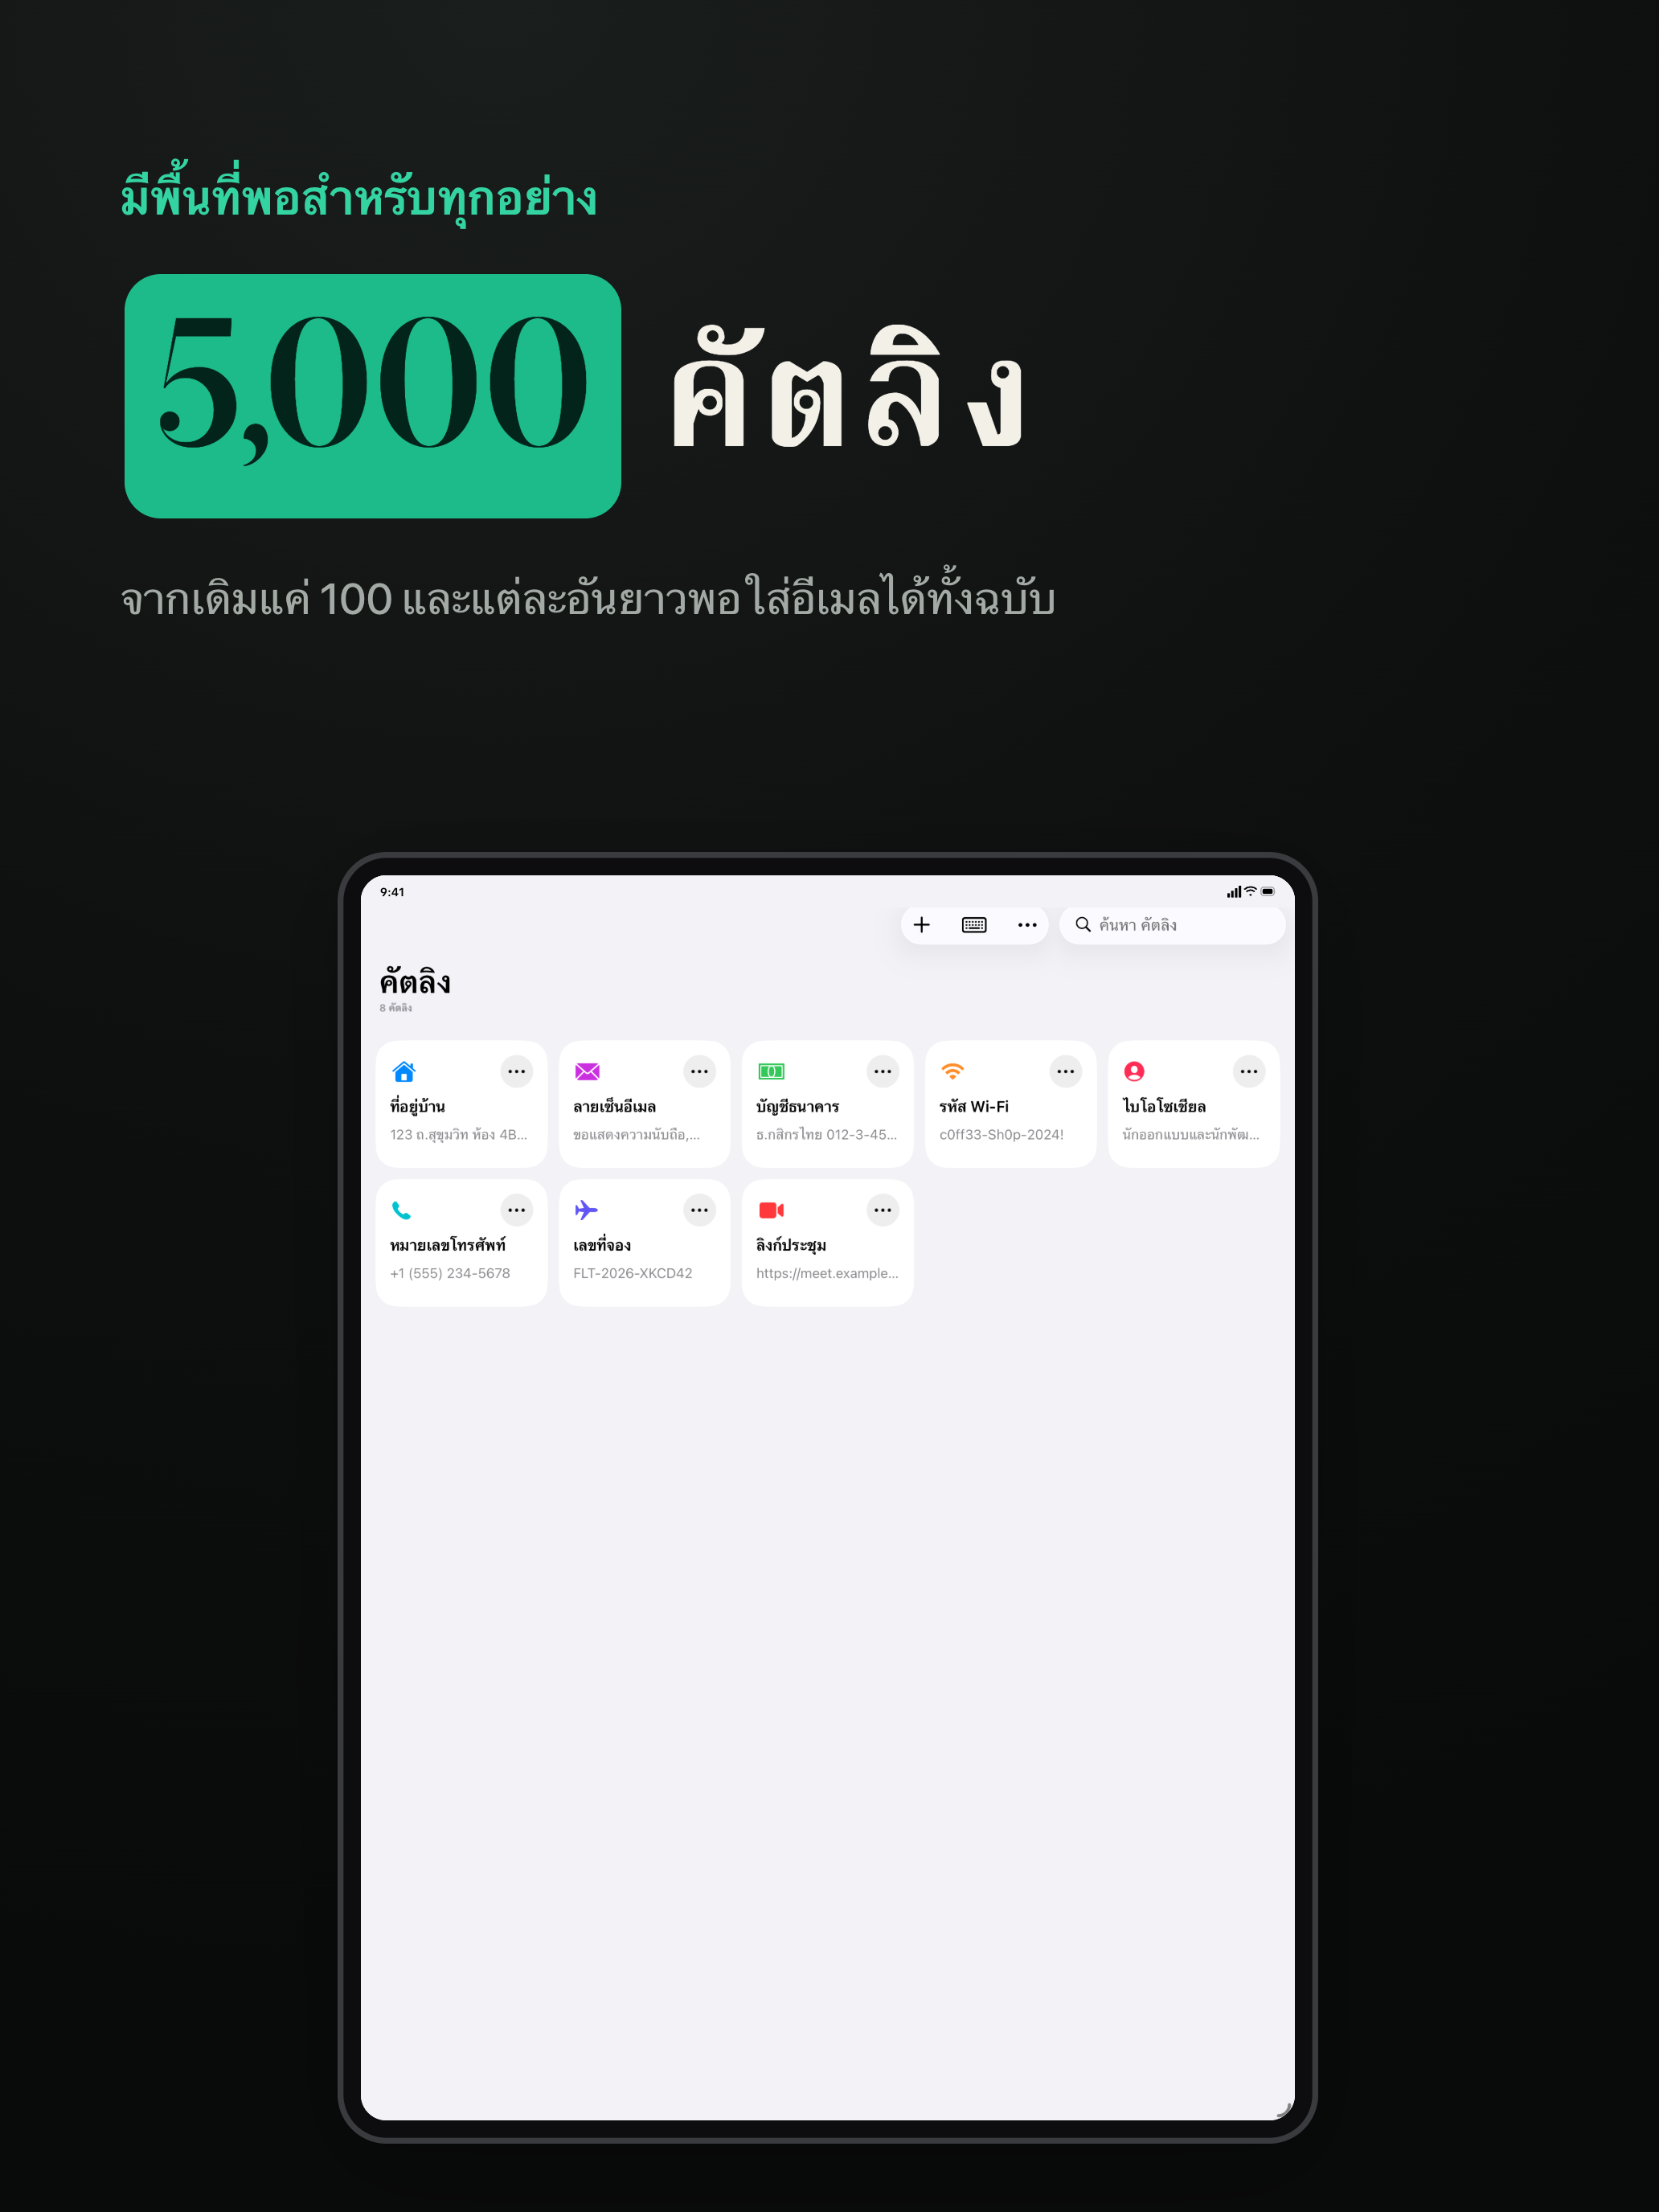 มีพื้นที่พอสำหรับทุกอย่าง
5,000 คัตลิง
จากเดิมแค่ 100 และแต่ละอันยาวพอใส่อีเมลได้ทั้งฉบับ
9:41
ค้นหา คัตลิง
คัตลิง
8 คัตลิง
ที่อยู่บ้าน
123 ถ.สุขุมวิท ห้อง 4B...
ลายเซ็นอีเมล
ขอแสดงความนับถือ,...
บัญชีธนาคาร
ธ.กสิกรไทย 012-3-45...
รหัส Wi-Fi
c0ff33-Sh0p-2024!
ไบโอโซเชียล
นักออกแบบและนักพัฒ...
หมายเลขโทรศัพท์
+1 (555) 234-5678
เลขที่จอง
FLT-2026-XKCD42
ลิงก์ประชุม
https://meet.example...